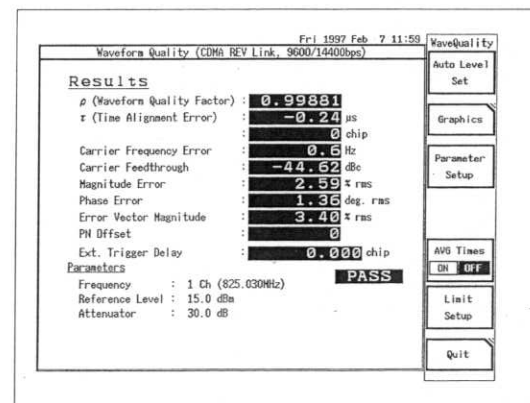 Fri 1997 Feb 7 11:59
Waveform Quality (CDMA REV Link, 9600/14400bps)
Results
ρ (Waveform Quality Factor) : 0.99881
τ (Time Alignment Error) : -0.24 µs
: 0 chip
Carrier Frequency Error : 0.6 Hz
Carrier Feedthrough : -44.62 dBc
Magnitude Error : 2.59 % rms
Phase Error : 1.36 deg. rms
Error Vector Magnitude : 3.40 % rms
PN Offset : 0
Ext. Trigger Delay : 0.000 chip
Parameters
PASS
Frequency : 1 Ch (825.030MHz)
Reference Level : 15.0 dBm
Attenuator : 30.0 dB
WaveQuality
Auto Level
Set
Graphics
Parameter
Setup
AVG Times
ON OFF
Limit
Setup
Quit